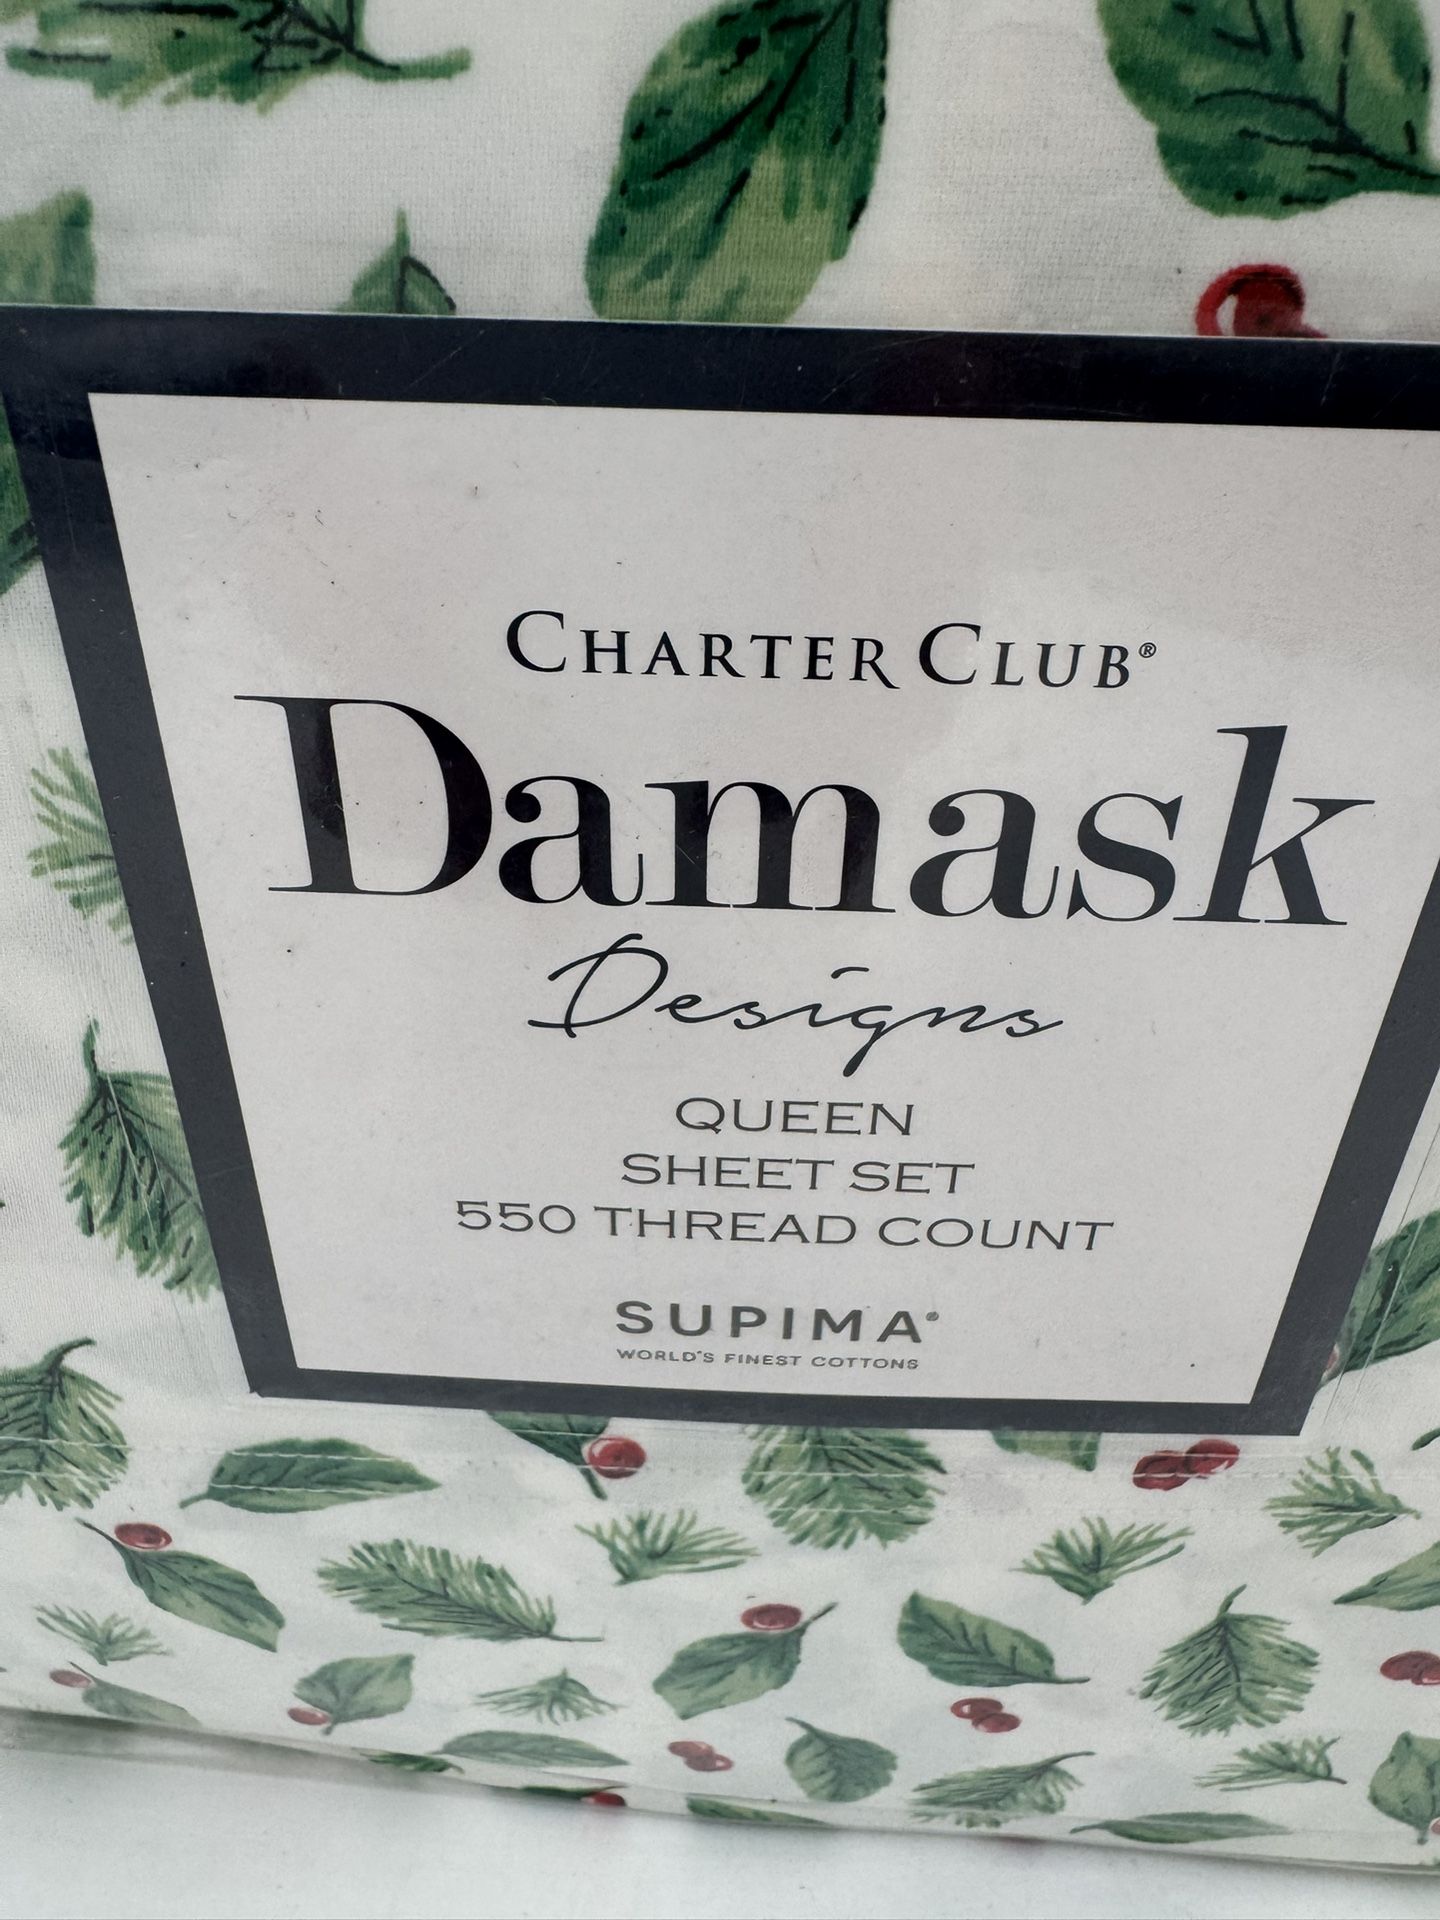 CHARTER CLUB®
Damask
Designs
QUEEN
SHEET SET
550 THREAD COUNT
SUPIMA®
WORLD'S FINEST COTTONS